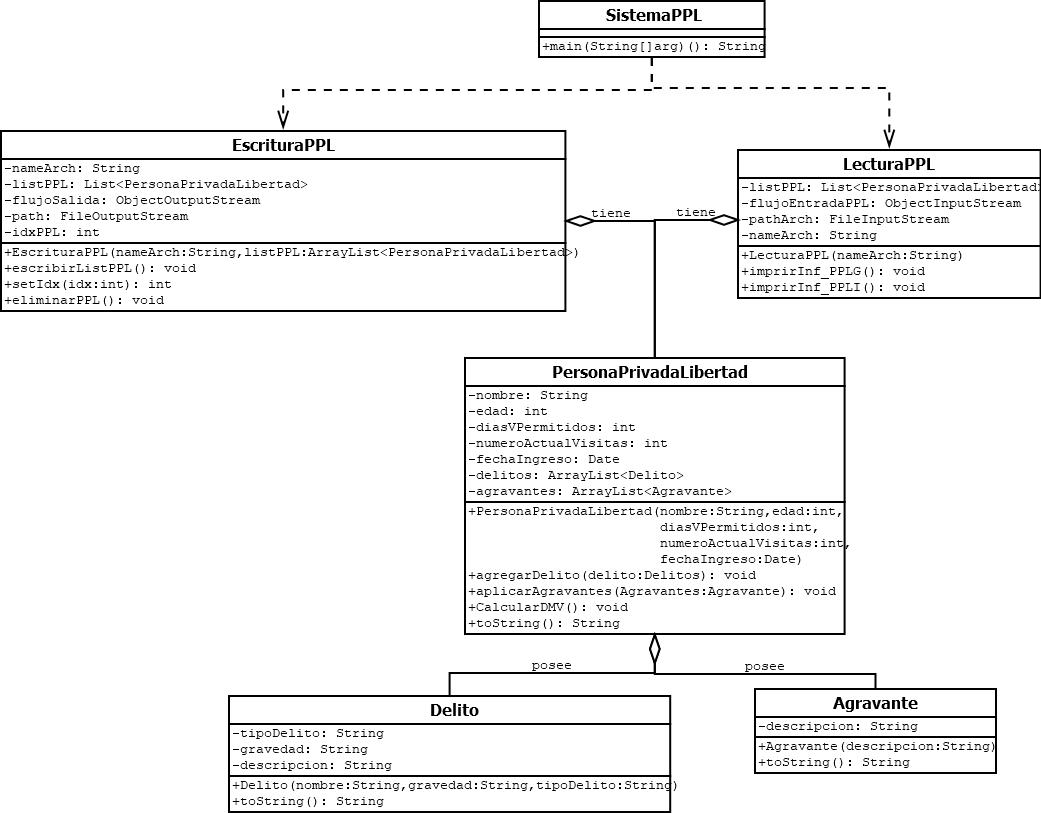 SistemaPPL
+main(String[]arg)(): String
EscrituraPPL
-nameArch: String
-listPPL: List<PersonaPrivadaLibertad>
-flujoSalida: ObjectOutputStream
-path: FileOutputStream
-idxPPL: int
+EscrituraPPL(nameArch:String,listPPL:ArrayList<PersonaPrivadaLibertad>)
+escribirListPPL(): void
+setIdx(idx:int): int
+eliminarPPL(): void
tiene
tiene
LecturaPPL
-listPPL: List<PersonaPrivadaLibertad>
-flujoEntradaPPL: ObjectInputStream
-pathArch: FileInputStream
-nameArch: String
+LecturaPPL(nameArch:String)
+imprirInf_PPLG(): void
+imprirInf_PPLI(): void
PersonaPrivadaLibertad
-nombre: String
-edad: int
-diasVPermitidos: int
-numeroActualVisitas: int
-fechaIngreso: Date
-delitos: ArrayList<Delito>
-agravantes: ArrayList<Agravante>
+PersonaPrivadaLibertad(nombre:String,edad:int,
diasVPermitidos:int,
numeroActualVisitas:int,
fechaIngreso:Date)
+agregarDelito(delito:Delitos): void
+aplicarAgravantes(Agravantes:Agravante): void
+CalcularDMV(): void
+toString(): String
posee
posee
Delito
-tipoDelito: String
-gravedad: String
-descripcion: String
+Delito(nombre:String,gravedad:String,tipoDelito:String)
+toString(): String
Agravante
-descripcion: String
+Agravante(descripcion:String)
+toString(): String